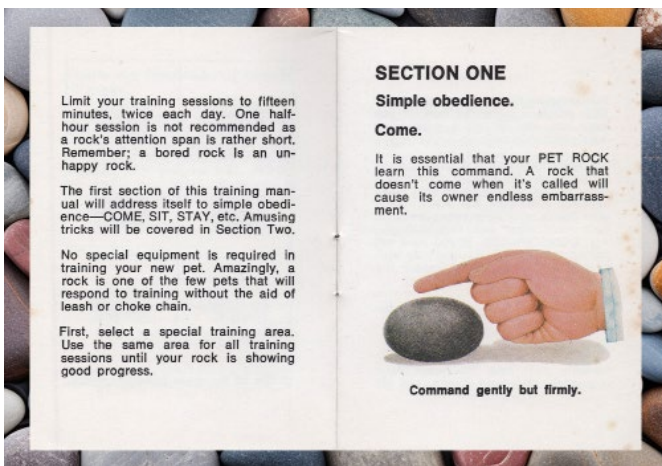 Limit your training sessions to fifteen
minutes, twice each day. One half-
hour session is not recommended as
a rock's attention span is rather short.
Remember; a bored rock is an un-
happy rock.
The first section of this training man-
ual will address itself to simple obedi-
ence—COME, SIT, STAY, etc. Amusing
tricks will be covered in Section Two.
No special equipment is required in
training your new pet. Amazingly, a
rock is one of the few pets that will
respond to training without the aid of
leash or choke chain.
First, select a special training area.
Use the same area for all training
sessions until your rock is showing
good progress.
SECTION ONE
Simple obedience.
Come.
It is essential that your PET ROCK
learn this command. A rock that
doesn't come when it's called will
cause its owner endless embarrass-
ment.
Command gently but firmly.